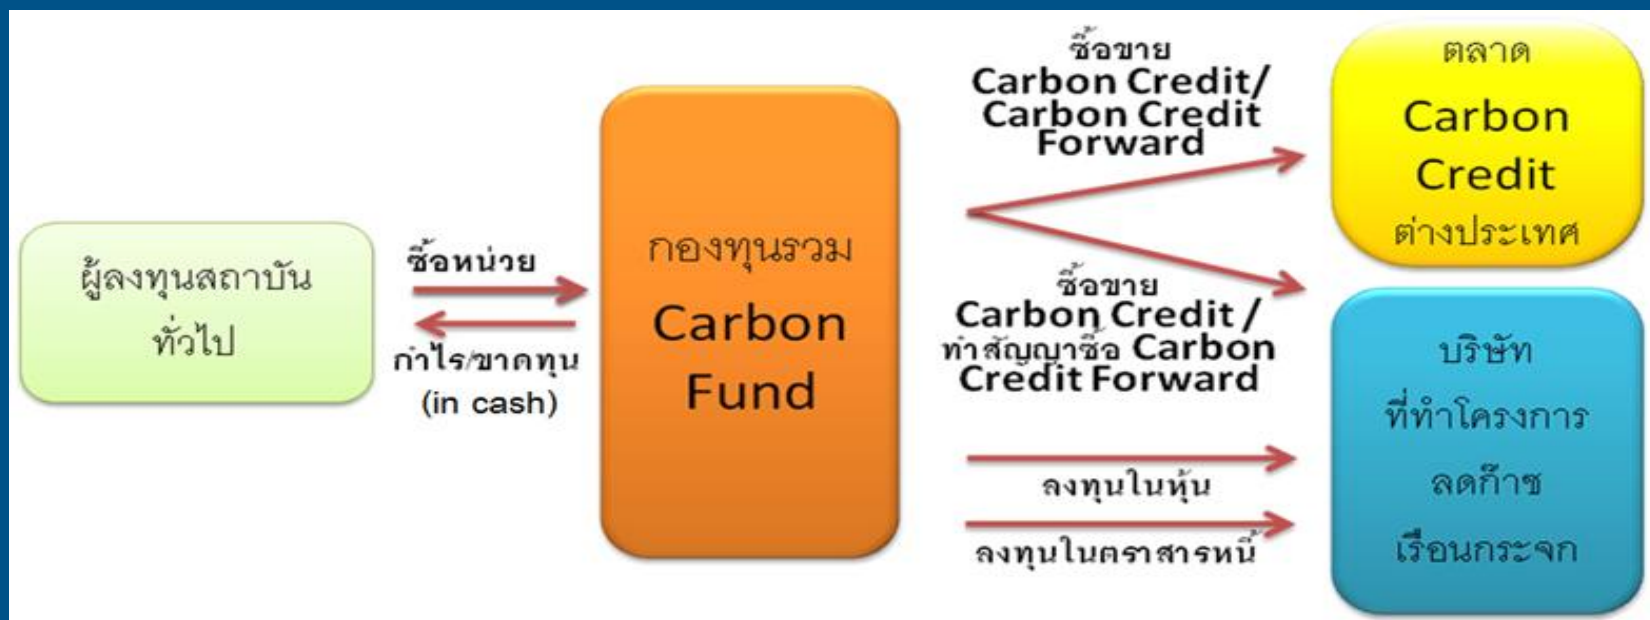 ผู้ลงทุนสถาบัน
ทั่วไป
ซื้อหน่วย
กำไร/ขาดทุน
(in cash)
กองทุนรวม
Carbon
Fund
ซื้อขาย
Carbon Credit/
Carbon Credit
Forward
ซื้อขาย
Carbon Credit /
ทำสัญญาซื้อ Carbon
Credit Forward
ลงทุนในหุ้น
ลงทุนในตราสารหนี้
ตลาด
Carbon
Credit
ต่างประเทศ
บริษัท
ที่ทำโครงการ
ลดก๊าซ
เรือนกระจก